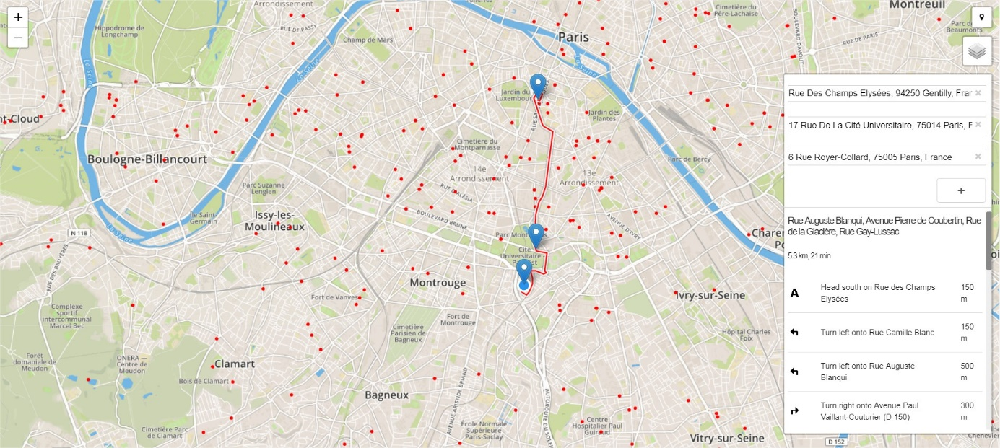 +
−
Arrondissement
Cimetière du
Père-Lachaise
Montreuil
Hippodrome de
Longchamp
RUE DE PASSY
Champ de Mars
Paris
BOULEVARD DAVOUT
RUE DE PARIS
Parc de
Beaumonts
La Seine
La Seine
La Seine
Jardin du
Luxembourg
Jardin des
Plantes
nt-Cloud
Cimetière du
Montparnasse
Boulogne-Billancourt
14e
Arrondissement
13e
Arrondissement
Parc de Bercy
Parc Suzanne
Lenglen
RUE D'ALÉSIA
Île Saint-
Germain
Issy-les-
Moulineaux
BOULEVARD BRUNE
AVENUE D'IVRY
La Seine
N 118
Parc Mont
Cité
Universitaire -
Charen
RUE DES BRUYÈRES
Montrouge
Fort de Vanves
Ivry-sur-Seine
Complexe
sportif
intercommunal
Marcel Bec
Fort de
Montrouge
Cimetière
Parisien de
Bagneux
Hôpital Charles
Foix
Forêt
domaniale de
Meudon
ONERA —
Centre de
Meudon
Clamart
Bois de Clamart
Bagneux
AVENUE ARISTIDE BRIAND
AUTOROUTE DU SOLEIL
Cimetière Parc
de Clamart
École Normale
Supérieure
Paris-Saclay
Centre
Hospitalier Paul
Guiraud
Vitry-sur-Seine
D 152
Rue Des Champs Elysées, 94250 Gentilly, Fran ×
17 Rue De La Cité Universitaire, 75014 Paris, F ×
6 Rue Royer-Collard, 75005 Paris, France ×
+
Rue Auguste Blanqui, Avenue Pierre de Coubertin, Rue
de la Glacière, Rue Gay-Lussac
5.3 km, 21 min
A Head south on Rue des Champs 150
Elysées m
Turn left onto Rue Camille Blanc 150
m
Turn left onto Rue Auguste 500
Blanqui m
Turn right onto Avenue Paul 300
Vaillant-Couturier (D 150) m